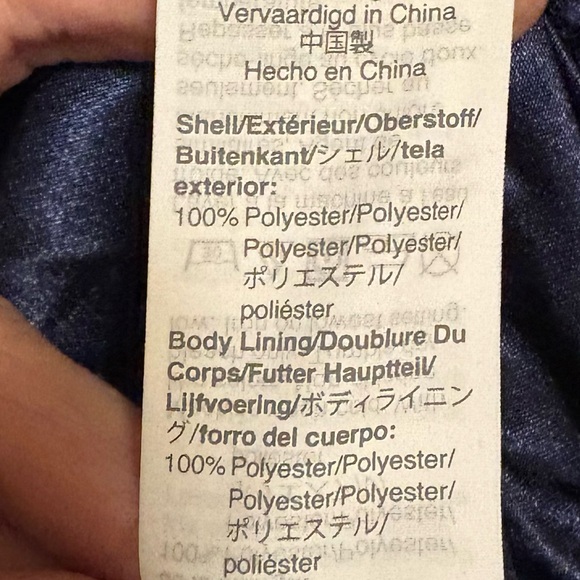 Vervaardigd in China
中国製
Hecho en China
Shell/Extérieur/Oberstoff/
Buitenkant/シェル/tela
exterior:
100% Polyester/Polyester/
Polyester/Polyester/
ポリエステル/
poliéster
Body Lining/Doublure Du
Corps/Futter Hauptteil/
Lijfvoering/ボディライニン
グ/forro del cuerpo:
100% Polyester/Polyester/
Polyester/Polyester/
ポリエステル/
poliéster